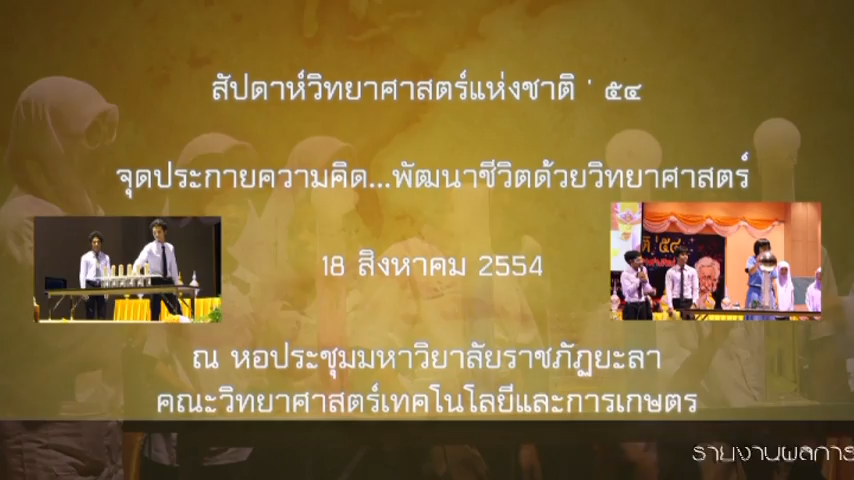 สัปดาห์วิทยาศาสตร์แห่งชาติ ' ๕๔
จุดประกายความคิด...พัฒนาชีวิตด้วยวิทยาศาสตร์
ติ '๕๔
18 สิงหาคม 2554
ณ หอประชุมมหาวิยาลัยราชภัฏยะลา
คณะวิทยาศาสตร์เทคโนโลยีและการเกษตร
รายงานผลการ